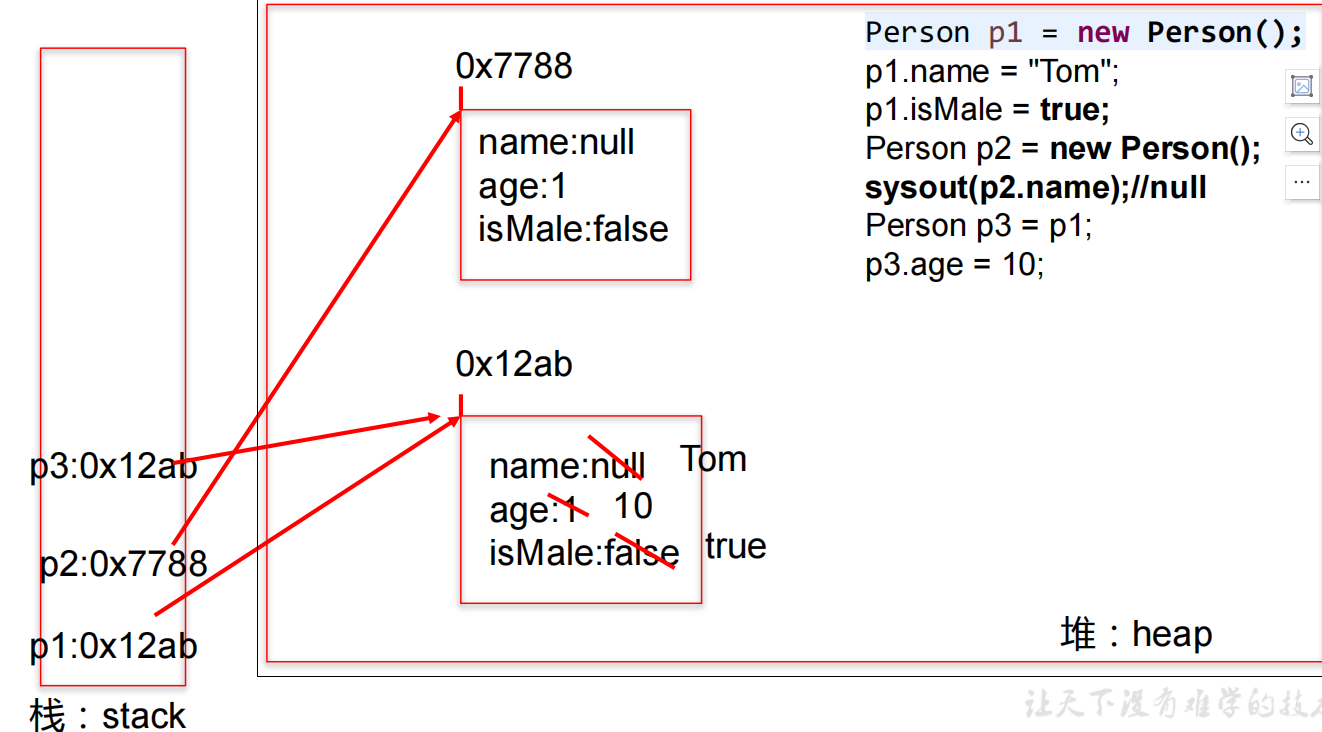 Person p1 = new Person();
p1.name = "Tom";
p1.isMale = true;
Person p2 = new Person();
sysout(p2.name);//null
Person p3 = p1;
p3.age = 10;
0x7788
name:null
age:1
isMale:false
0x12ab
name:null Tom
age:1 10
isMale:false true
p3:0x12ab
p2:0x7788
p1:0x12ab
栈：stack
堆：heap
让天下没有难学的技